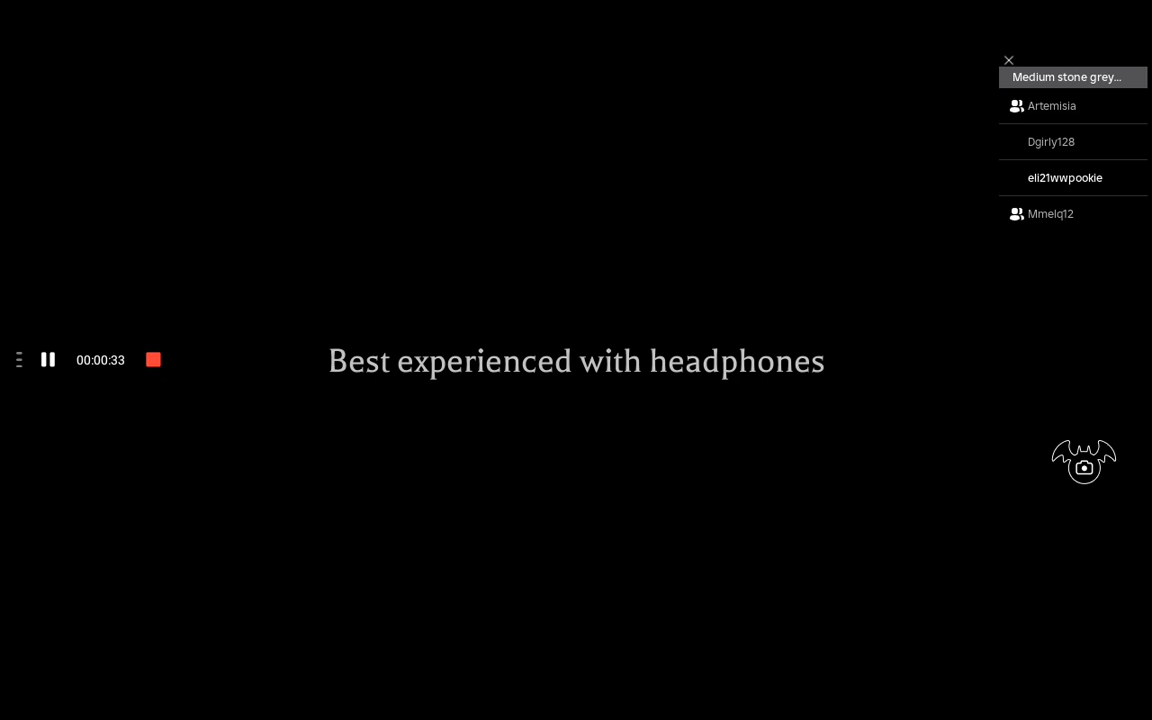 Medium stone grey...
Artemisia
Dgirly128
eli21wwpookie
Mmelq12
00:00:33
Best experienced with headphones